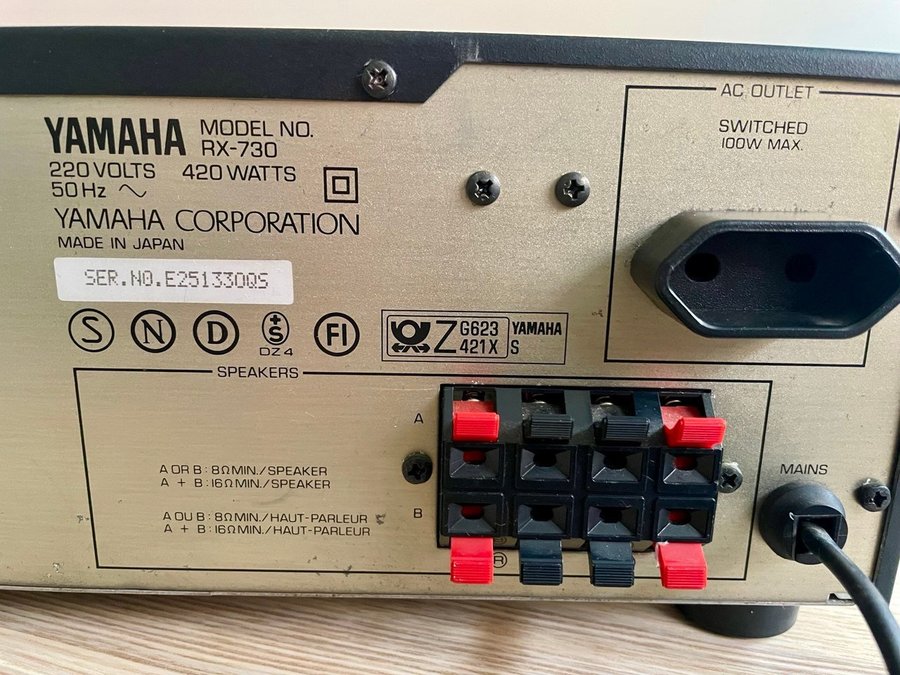 YAMAHA MODEL NO. RX-730
220 VOLTS 420 WATTS
50 Hz ~
YAMAHA CORPORATION
MADE IN JAPAN
SER.NO.E251330QS
S N D +S DZ4 FI
Z G623 421X YAMAHA S
AC OUTLET
SWITCHED
100W MAX.
SPEAKERS
A
A OR B : 8Ω MIN./SPEAKER
A + B : 16Ω MIN./SPEAKER
B
A OU B : 8Ω MIN./HAUT-PARLEUR
A + B : 16Ω MIN./HAUT-PARLEUR
R
MAINS